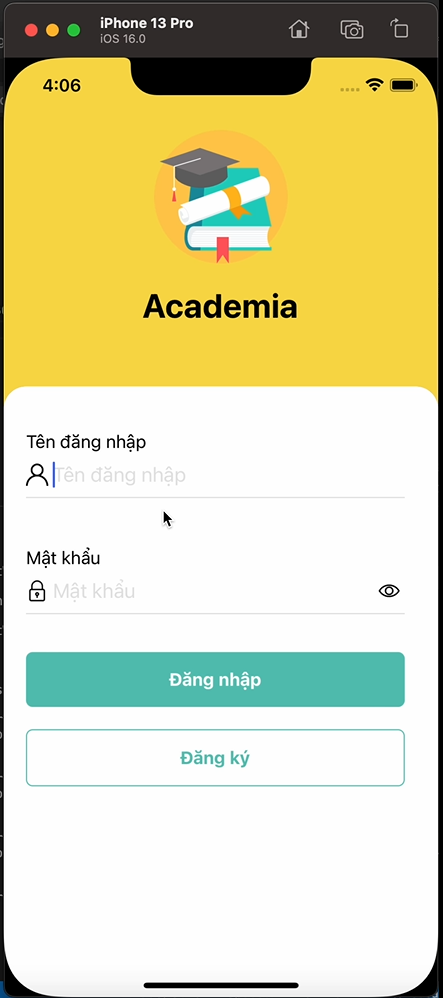 iPhone 13 Pro
iOS 16.0
4:06
Academia
Tên đăng nhập
Tên đăng nhập
Mật khẩu
Mật khẩu
Đăng nhập
Đăng ký